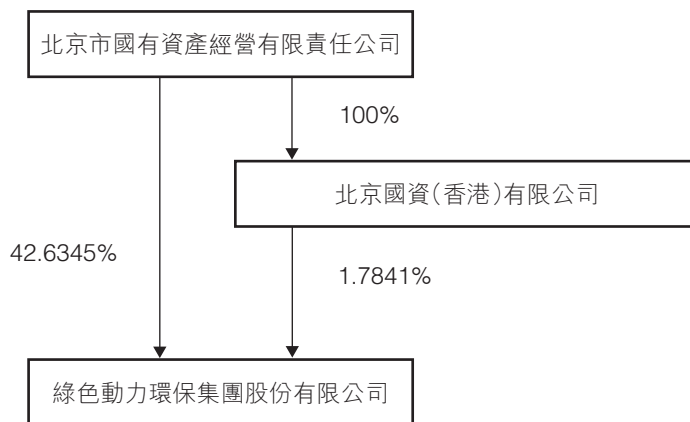 北京市國有資產經營有限責任公司
100%
北京國資(香港)有限公司
42.6345%
1.7841%
綠色動力環保集團股份有限公司